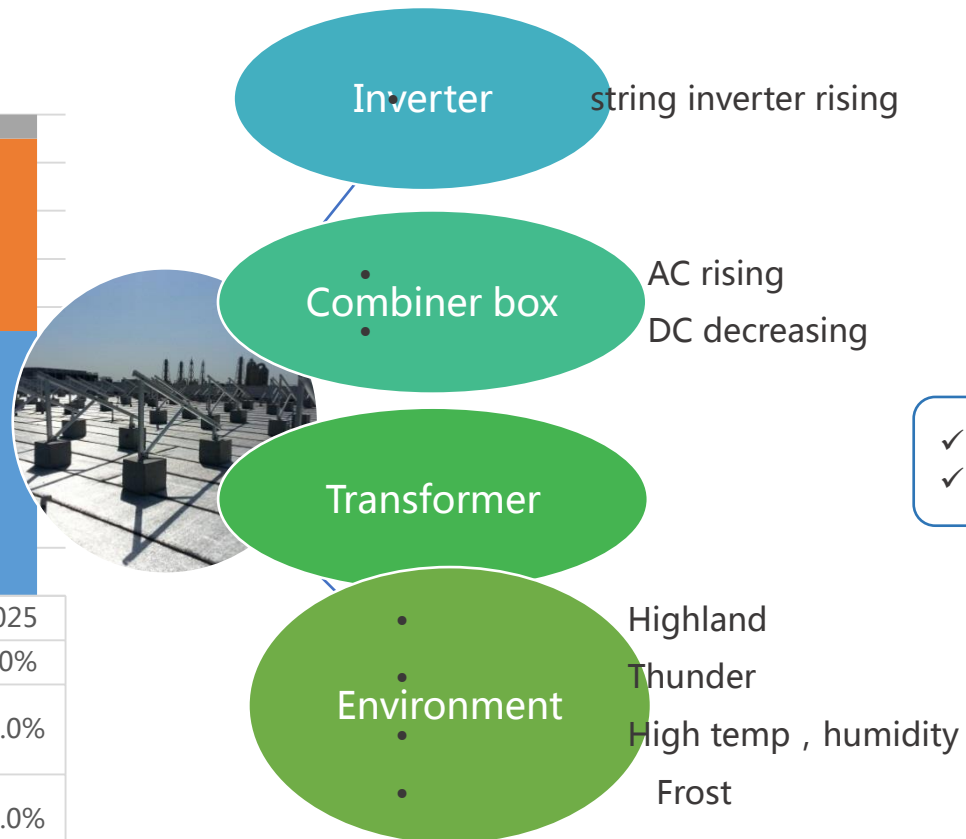 Inverter
string inverter rising
Combiner box
AC rising
DC decreasing
Transformer
Environment
Highland
Thunder
High temp , humidity
Frost
025
0%
.0%
.0%